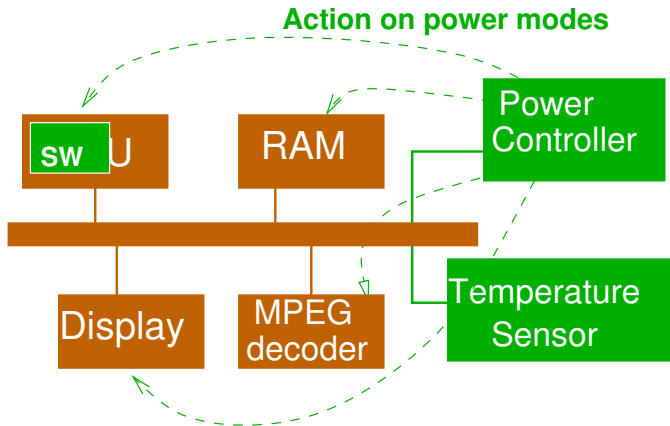 Action on power modes
Power
Controller
sw U
RAM
Display
MPEG
decoder
Temperature
Sensor